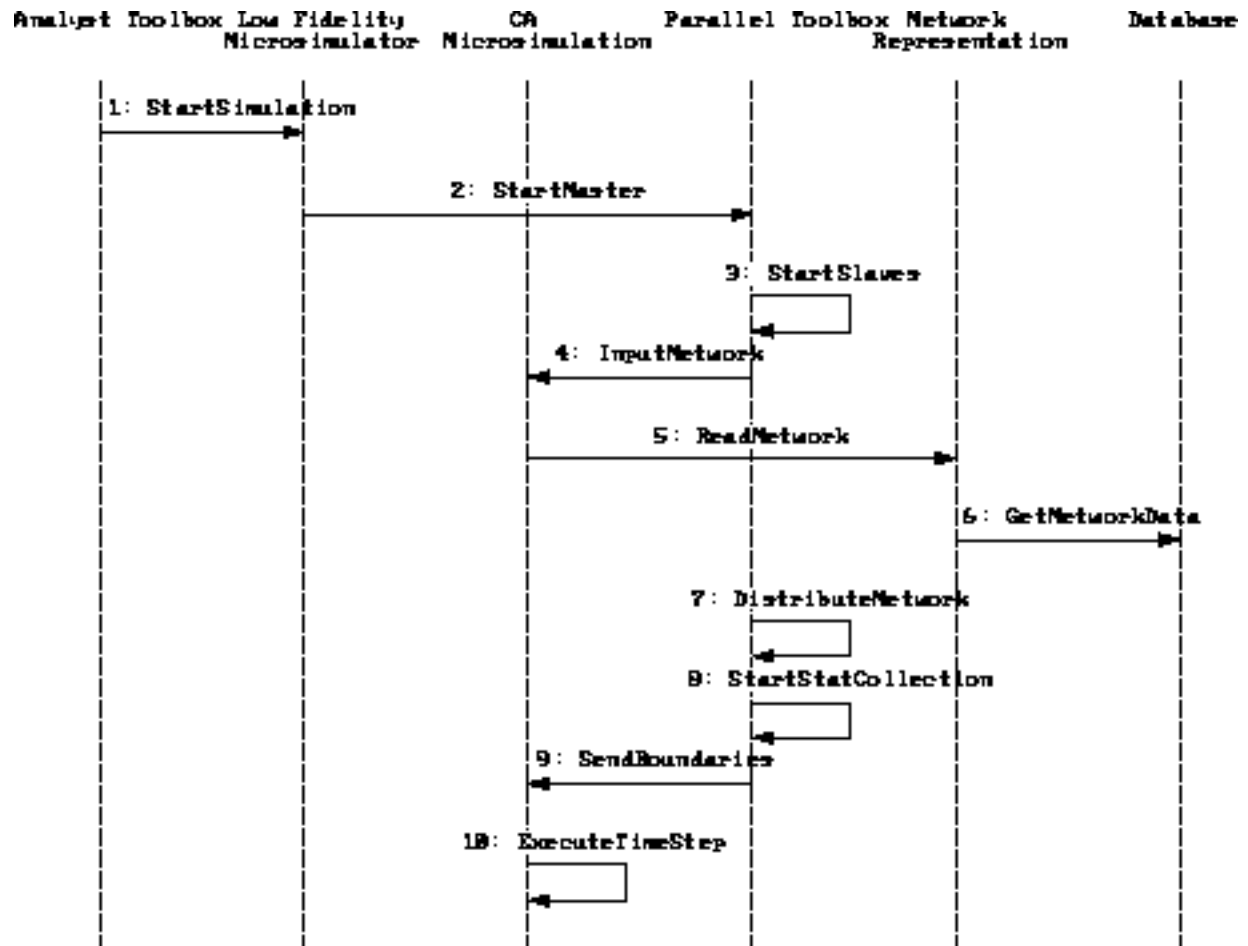 Analyst Toolbox Low Fidelity CA Parallel Toolbox Network Database
Microsimulator Microsimulation Representation
1: StartSimulation
2: StartMaster
3: StartSlaves
4: InputNetwork
5: ReadNetwork
6: GetNetworkData
7: DistributeNetwork
8: StartStatCollection
9: SendBoundaries
10: ExecuteTimeStep